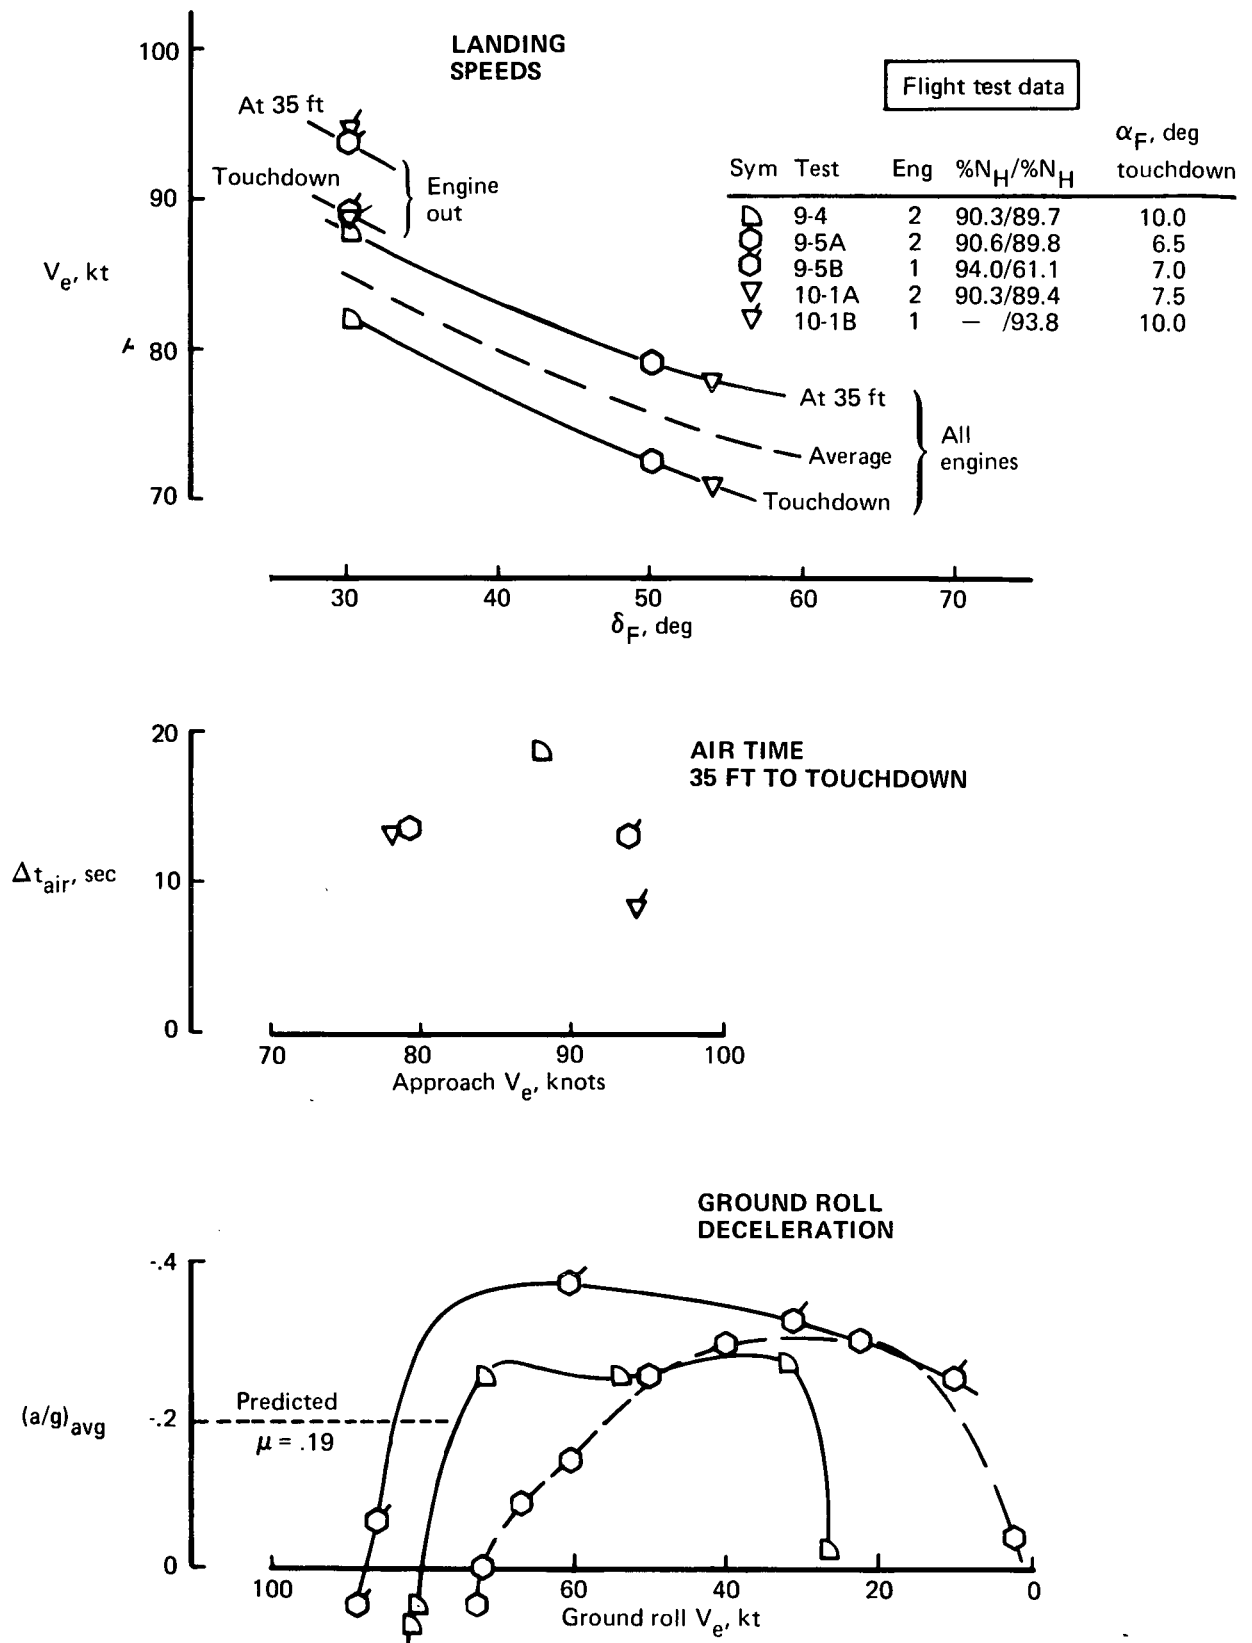 LANDING
SPEEDS
Flight test data
α_F, deg
touchdown
Sym Test Eng %N_H/%N_H
9-4 2 90.3/89.7 10.0
9-5A 2 90.6/89.8 6.5
9-5B 1 94.0/61.1 7.0
10-1A 2 90.3/89.4 7.5
10-1B 1 — /93.8 10.0
100
90
80
70
V_e, kt
At 35 ft
Touchdown
Engine
out
At 35 ft
Average
Touchdown
All
engines
30 40 50 60 70
δ_F, deg
AIR TIME
35 FT TO TOUCHDOWN
20
10
0
Δt_air, sec
70 80 90 100
Approach V_e, knots
GROUND ROLL
DECELERATION
-.4
-.2
0
(a/g)_avg
Predicted
μ = .19
100 60 40 20 0
Ground roll V_e, kt